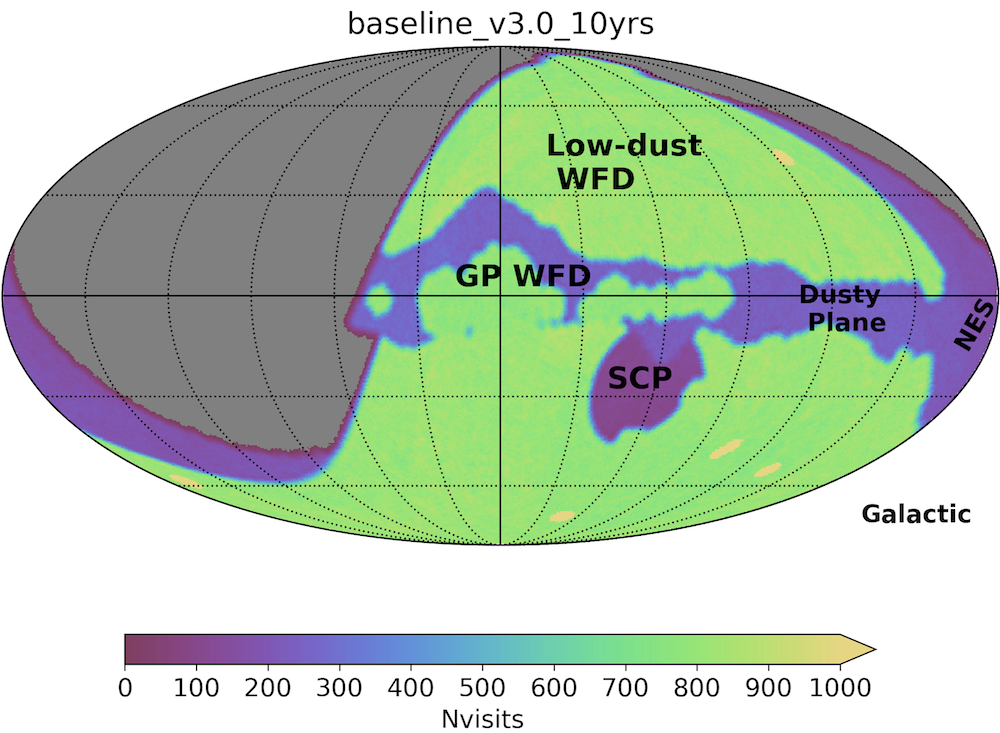 baseline_v3.0_10yrs
Low-dust
WFD
GP WFD
Dusty
Plane
NES
SCP
Galactic
0 100 200 300 400 500 600 700 800 900 1000
Nvisits